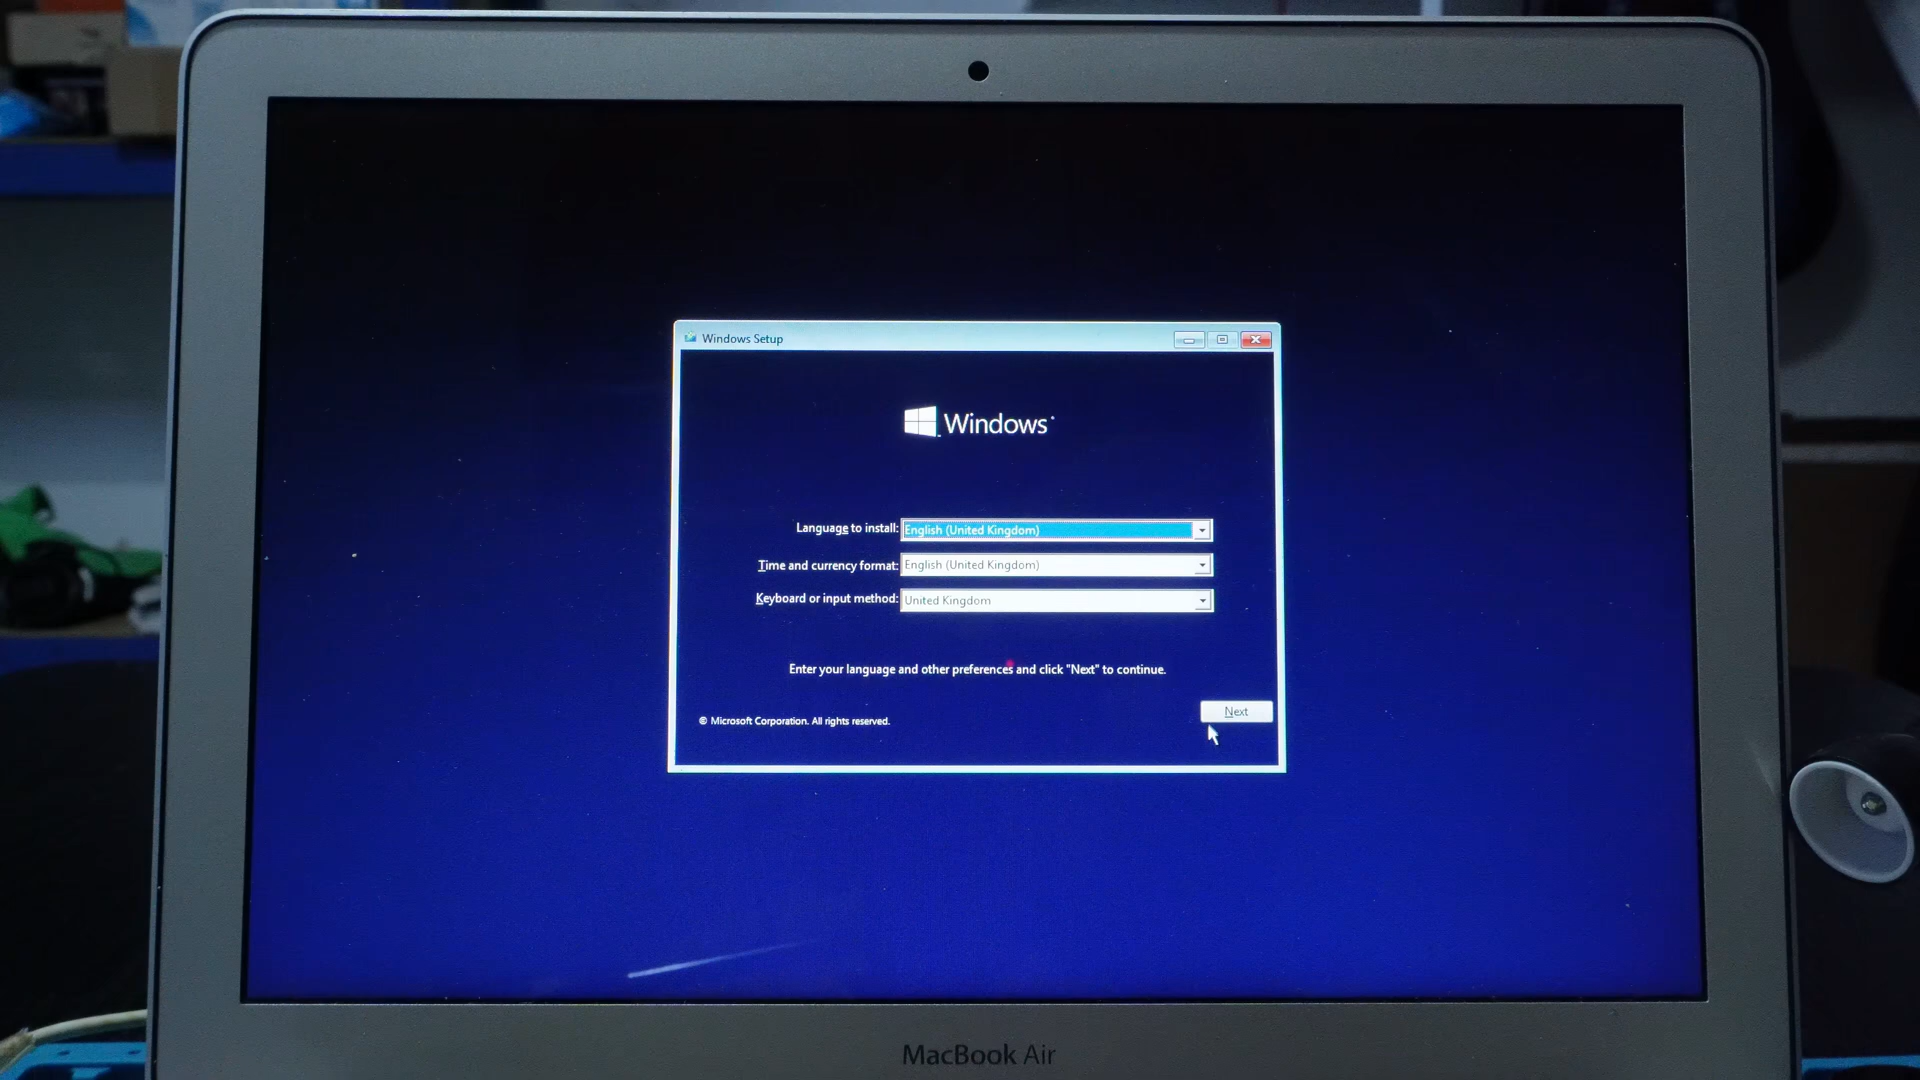 Windows Setup
Windows
Language to install: English (United Kingdom)
Time and currency format: English (United Kingdom)
Keyboard or input method: United Kingdom
Enter your language and other preferences and click "Next" to continue.
Next
© Microsoft Corporation. All rights reserved.
MacBook Air